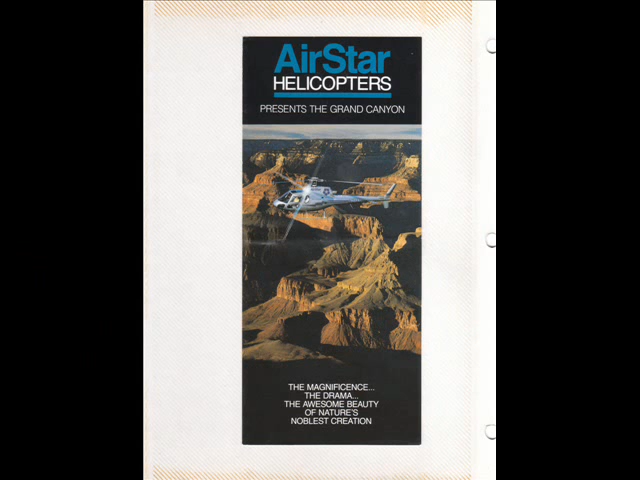 AirStar
HELICOPTERS
PRESENTS THE GRAND CANYON
THE MAGNIFICENCE...
THE DRAMA...
THE AWESOME BEAUTY
OF NATURE'S
NOBLEST CREATION